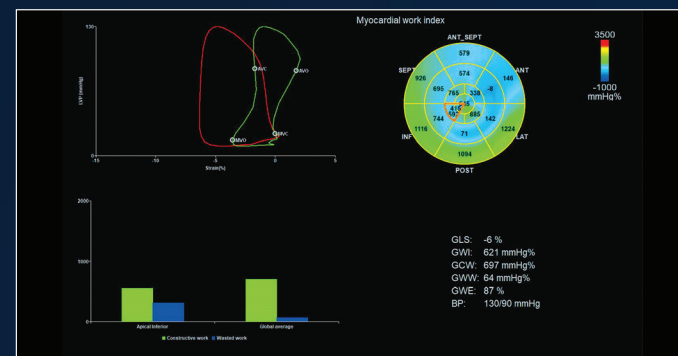 Myocardial work index
130
LVP (mmHg)
15
-15
-10
-5
0
5
Strain(%)
AVC
AVO
MVO
MVC
ANT_SEPT
SEPT
ANT
INF
LAT
POST
579
926
146
574
695
-8
765
338
744
142
416
685
1116
1224
71
1094
3500
-1000
mmHg%
2000
1000
0
Apical Inferior
Global average
Constructive work
Wasted work
GLS: -6 %
GWI: 621 mmHg%
GCW: 697 mmHg%
GWW: 64 mmHg%
GWE: 87 %
BP: 130/90 mmHg